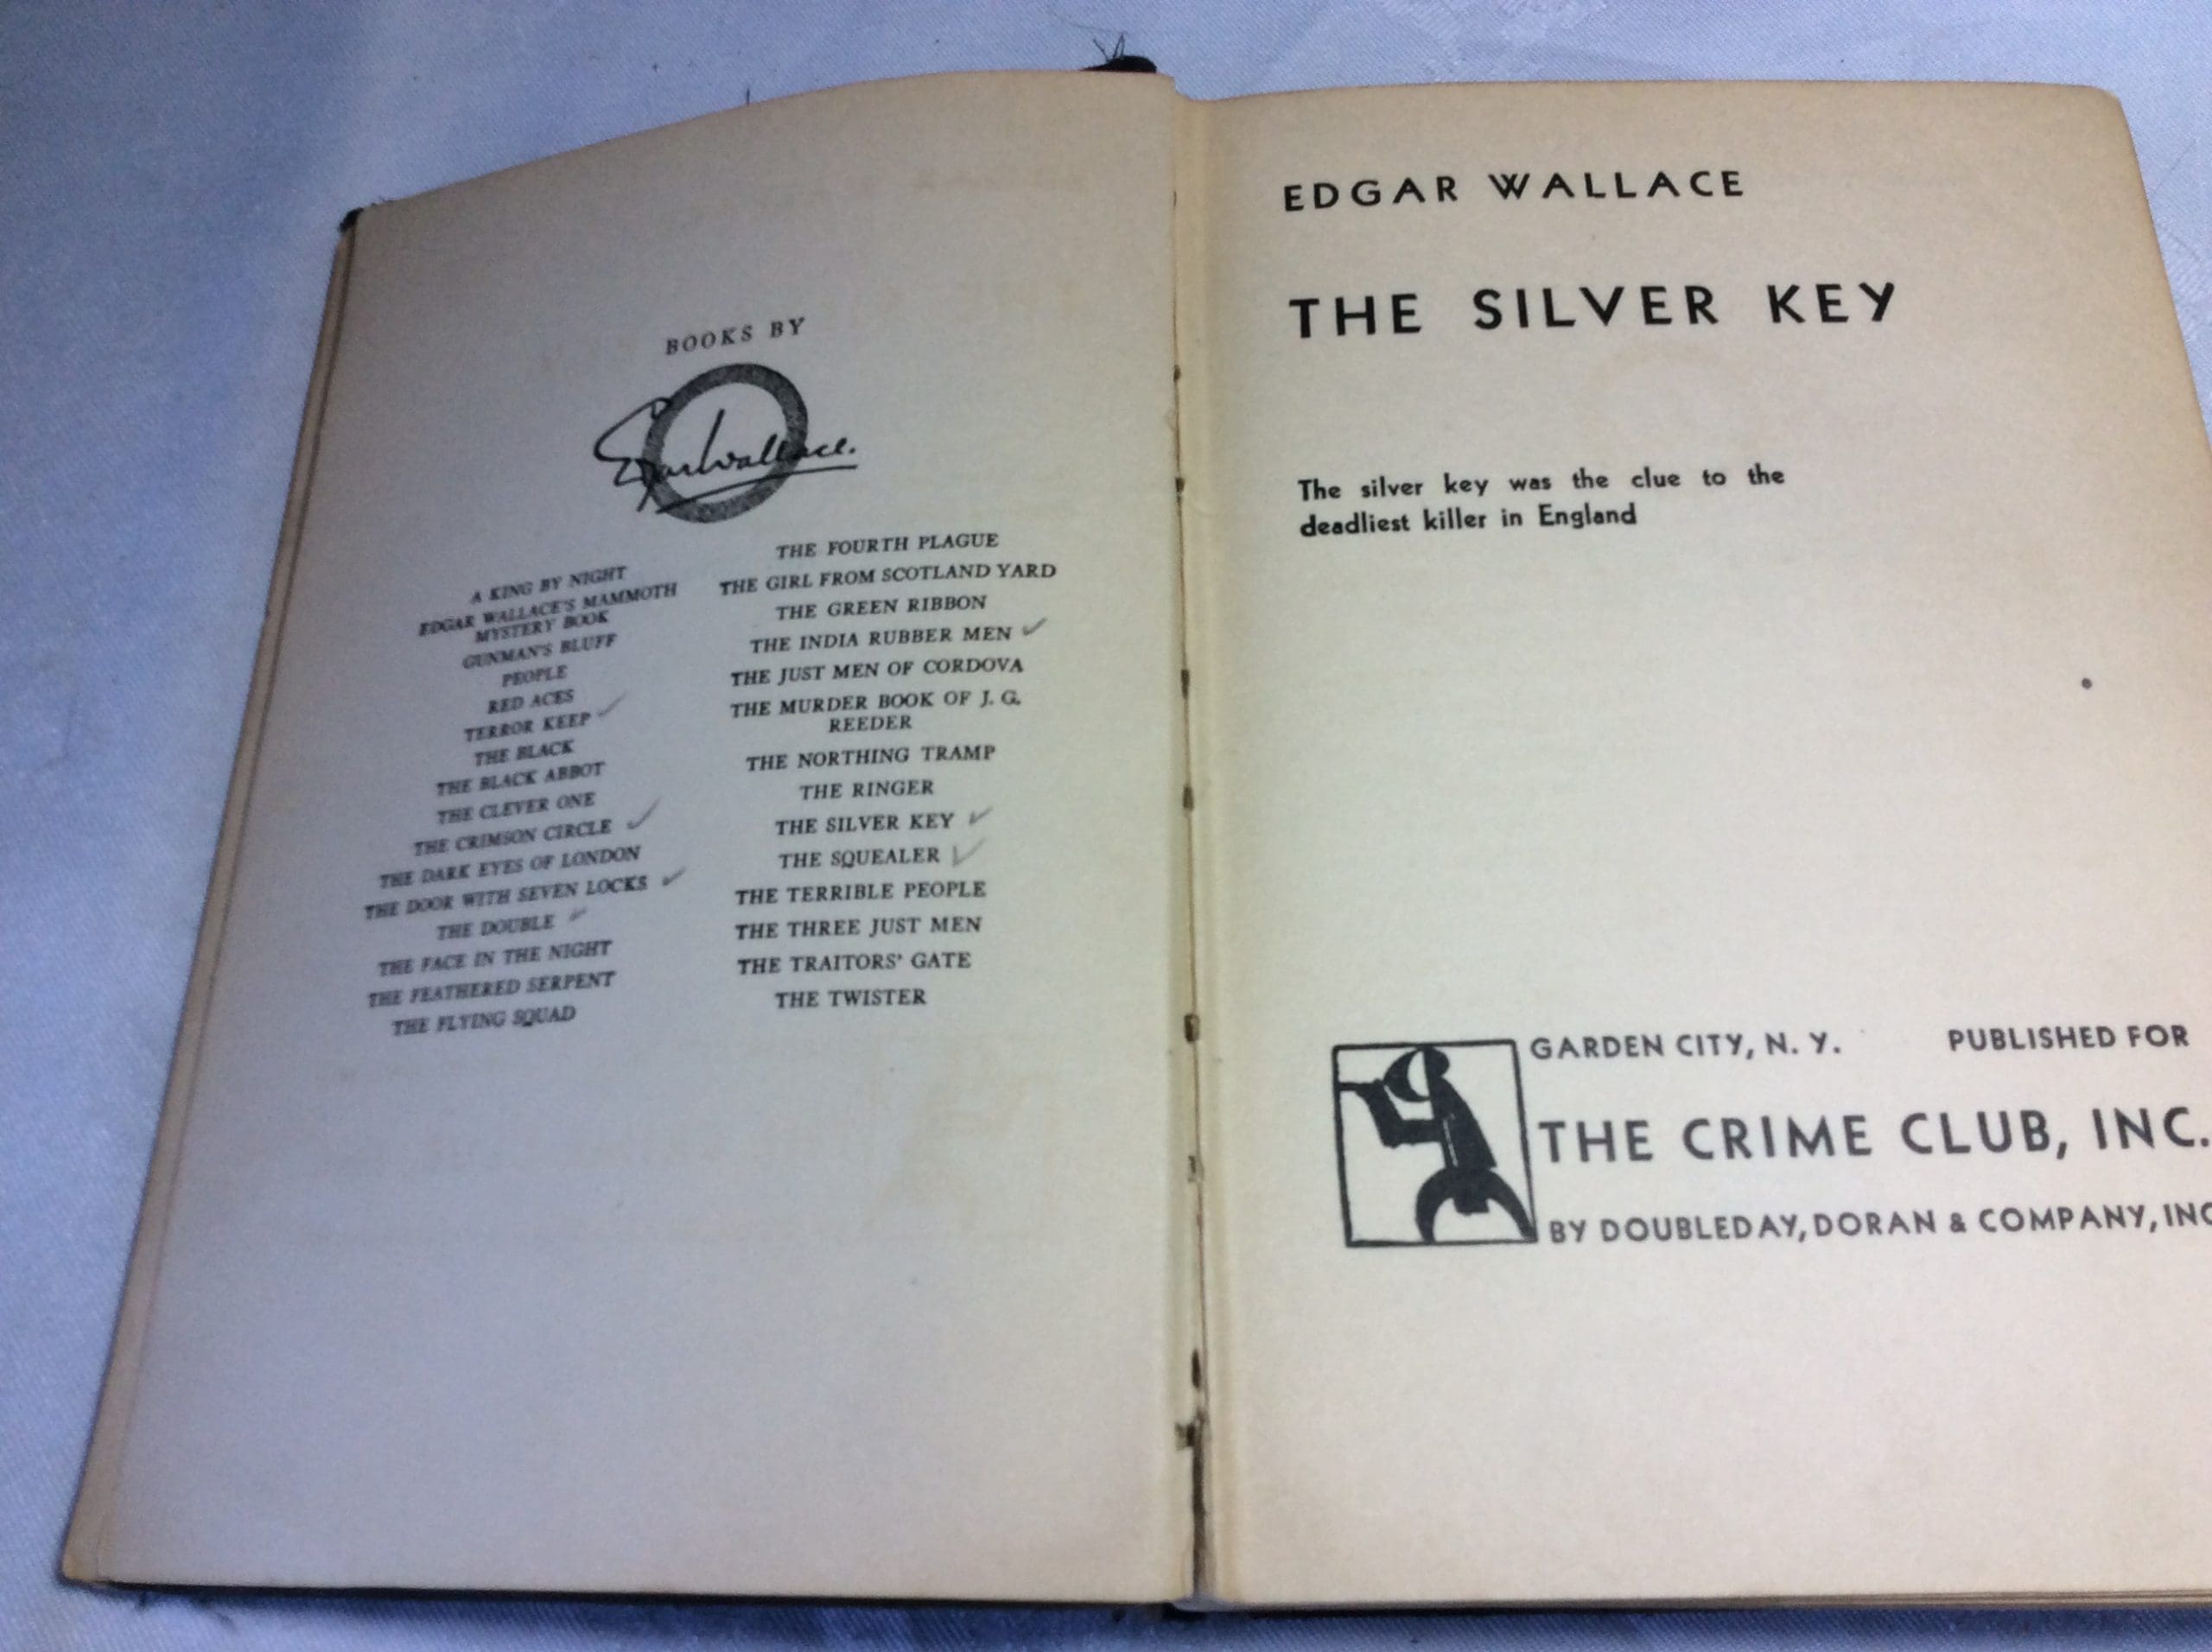 BOOKS BY
Edgar Wallace.
A KING BY NIGHT
EDGAR WALLACE'S MAMMOTH
MYSTERY BOOK
GUNMAN'S BLUFF
PEOPLE
RED ACES
TERROR KEEP
THE BLACK
THE BLACK ABBOT
THE CLEVER ONE
THE CRIMSON CIRCLE
THE DARK EYES OF LONDON
THE DOOR WITH SEVEN LOCKS
THE DOUBLE
THE FACE IN THE NIGHT
THE FEATHERED SERPENT
THE FLYING SQUAD
THE FOURTH PLAGUE
THE GIRL FROM SCOTLAND YARD
THE GREEN RIBBON
THE INDIA RUBBER MEN
THE JUST MEN OF CORDOVA
THE MURDER BOOK OF J. G.
REEDER
THE NORTHING TRAMP
THE RINGER
THE SILVER KEY
THE SQUEALER
THE TERRIBLE PEOPLE
THE THREE JUST MEN
THE TRAITORS' GATE
THE TWISTER
EDGAR WALLACE
THE SILVER KEY
The silver key was the clue to the
deadliest killer in England
GARDEN CITY, N. Y. PUBLISHED FOR
THE CRIME CLUB, INC.
BY DOUBLEDAY, DORAN & COMPANY, INC